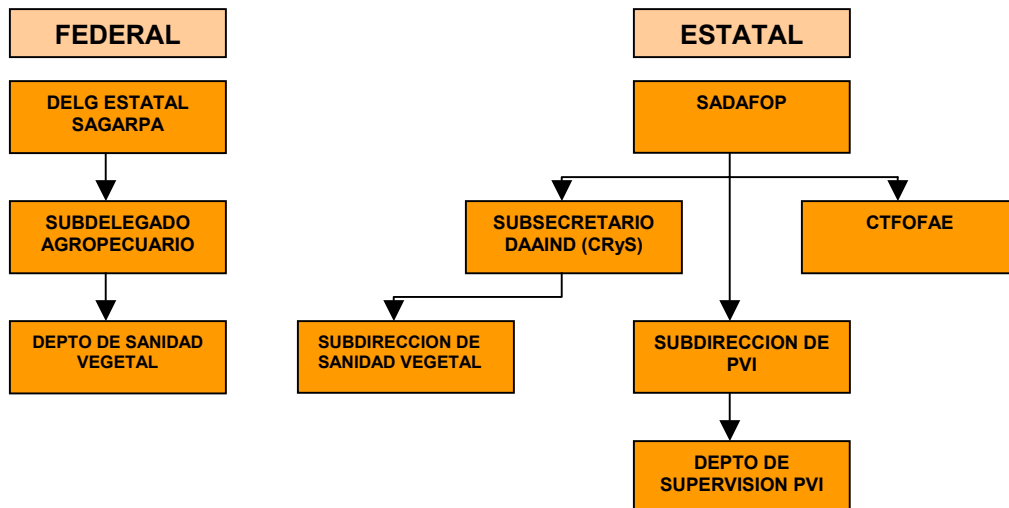 FEDERAL
DELG ESTATAL
SAGARPA
SUBDELEGADO
AGROPECUARIO
DEPTO DE SANIDAD
VEGETAL
ESTATAL
SADAFOP
SUBSECRETARIO
DAAIND (CRyS)
CTFOFAE
SUBDIRECCION DE
SANIDAD VEGETAL
SUBDIRECCION DE
PVI
DEPTO DE
SUPERVISION PVI